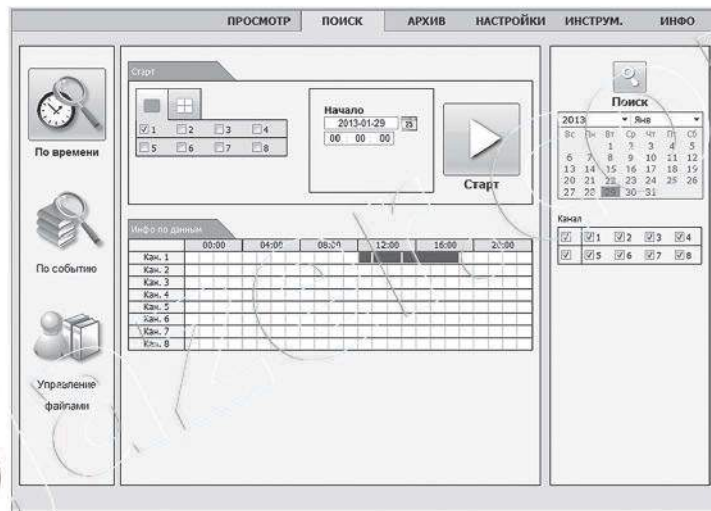 ПРОСМОТР ПОИСК АРХИВ НАСТРОЙКИ ИНСТРУМ. ИНФО
По времени
По событию
Управление
файлами
Старт
1 2 3 4
5 6 7 8
Начало
2013-01-29
00 00 00
Старт
Инфо по данным
00:00 04:00 08:00 12:00 16:00 20:00
Кан. 1
Кан. 2
Кан. 3
Кан. 4
Кан. 5
Кан. 6
Кан. 7
Кан. 8
Поиск
2013 Янв
Вс Пн Вт Ср Чт Пт Сб
1 2 3 4 5
6 7 8 9 10 11 12
13 14 15 16 17 18 19
20 21 22 23 24 25 26
27 28 29 30 31
Канал
1 2 3 4
5 6 7 8